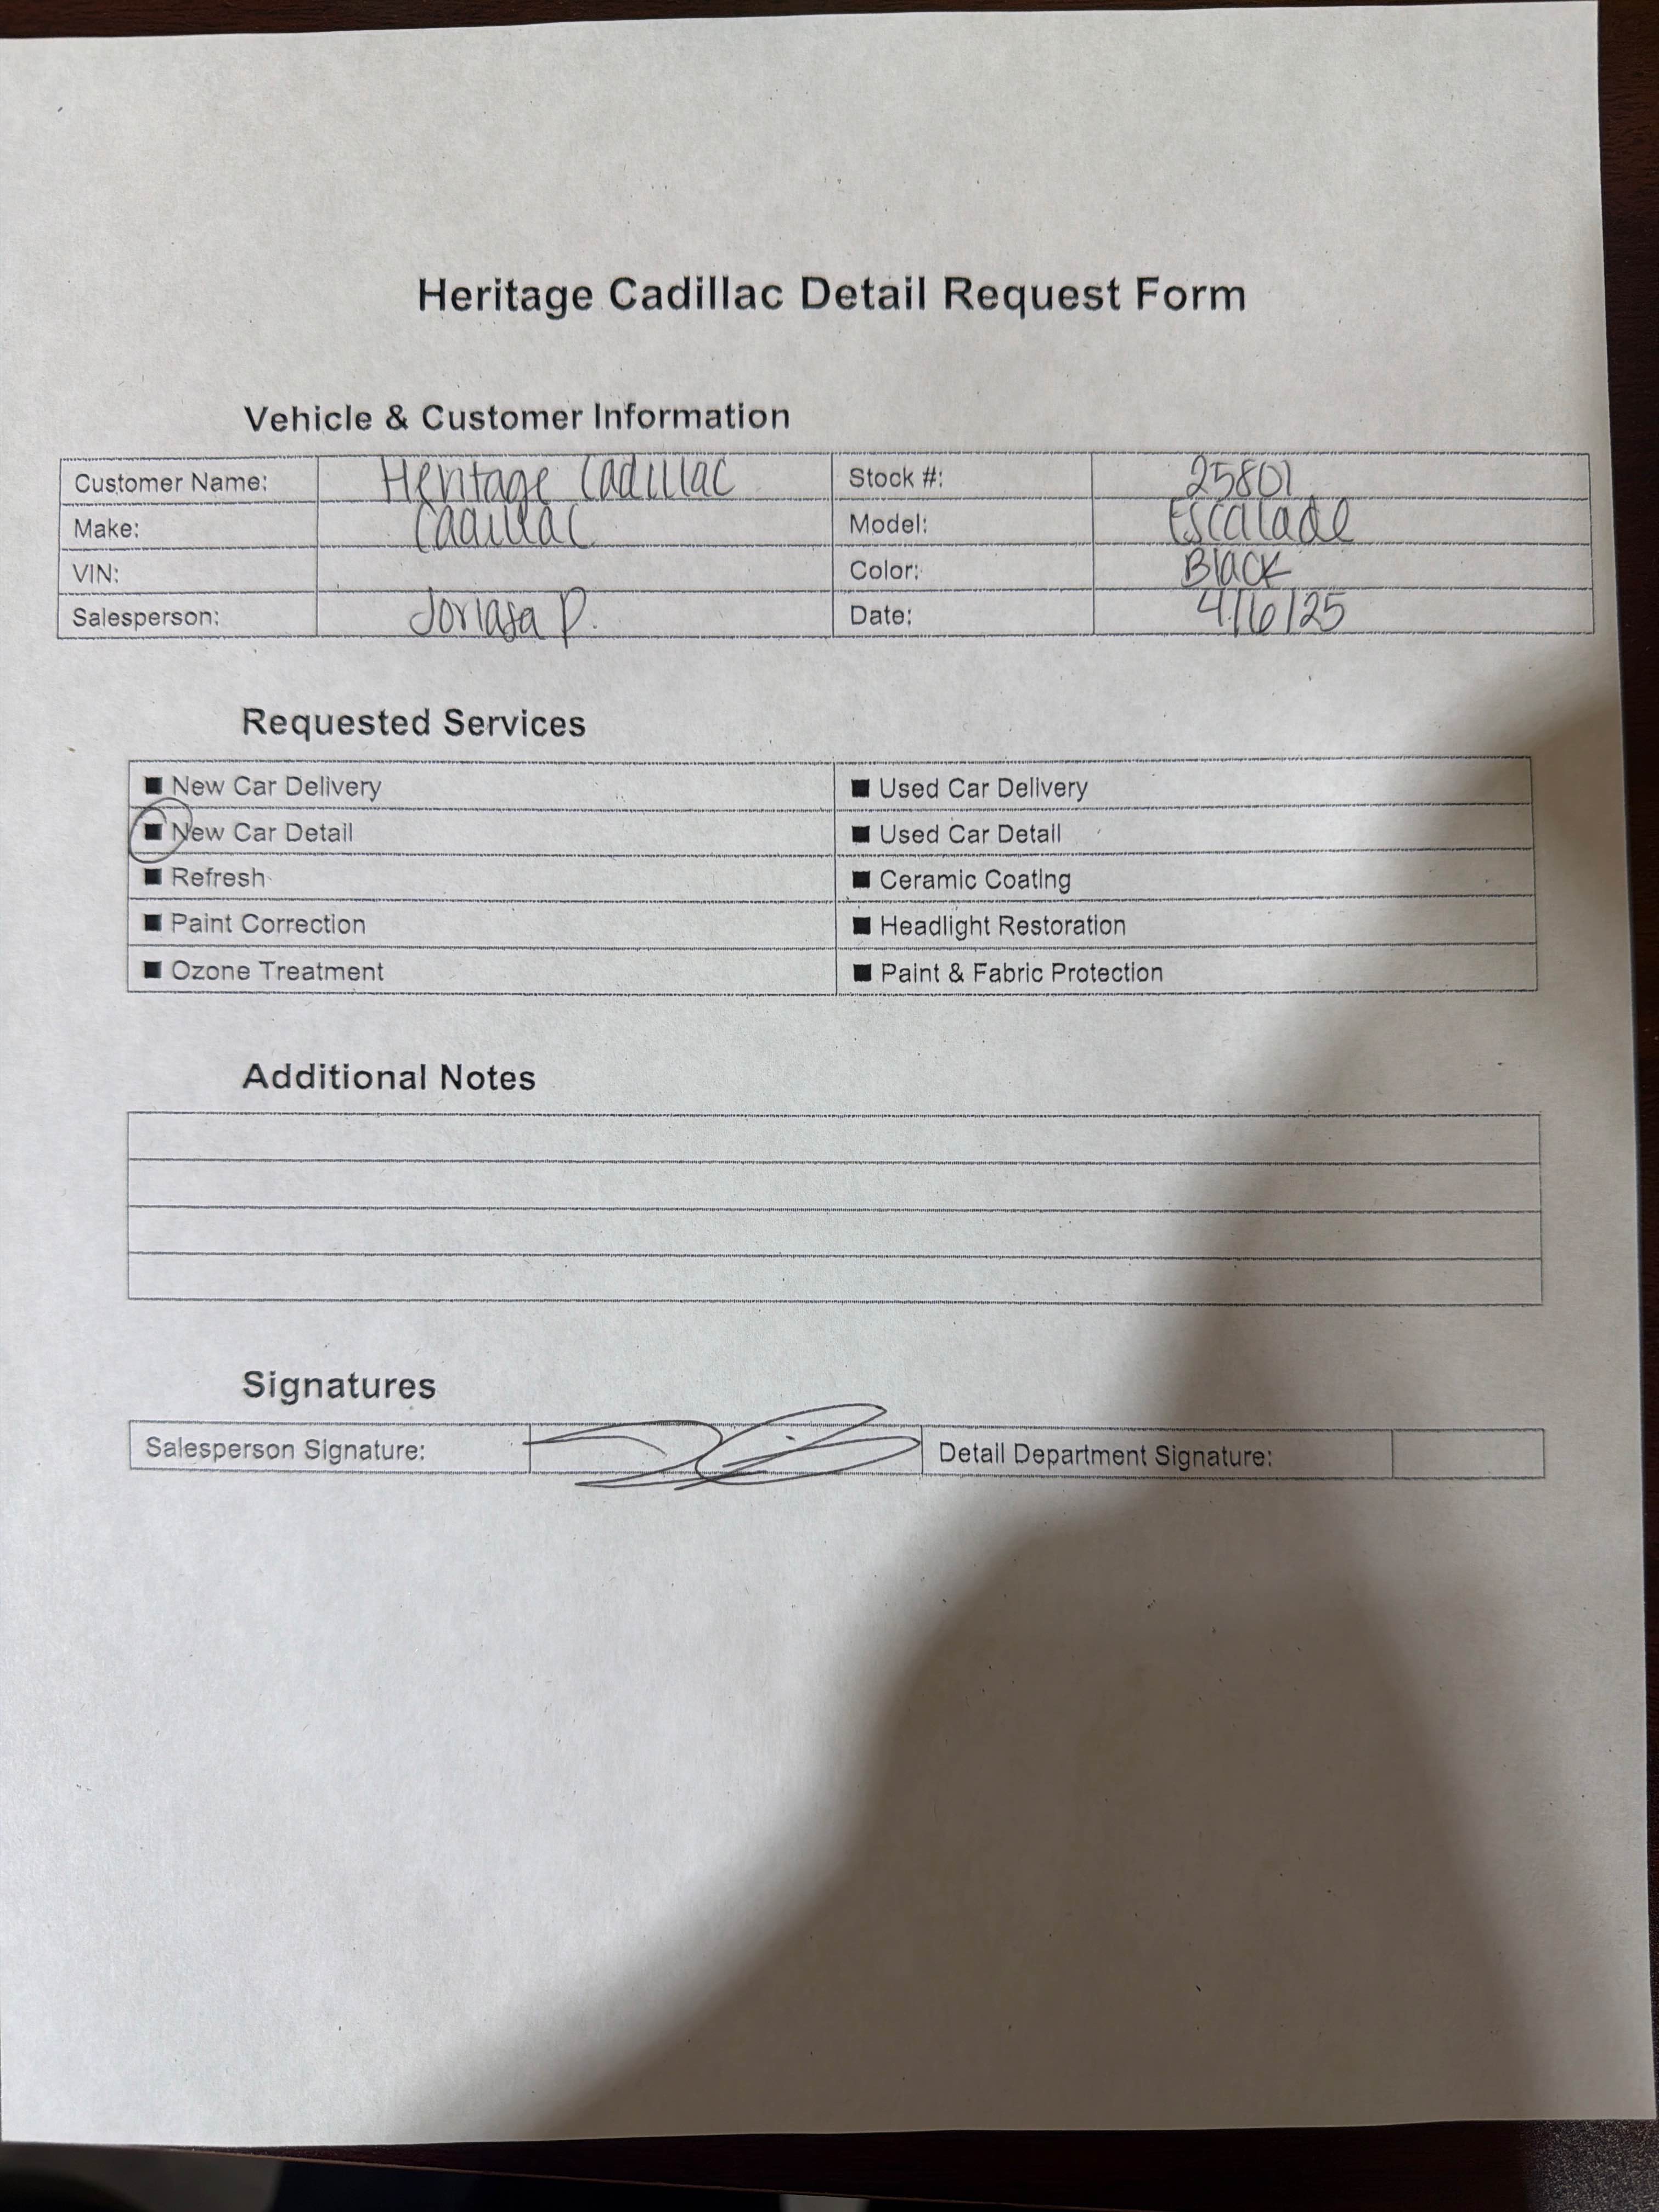 Heritage Cadillac Detail Request Form
Vehicle & Customer Information
Customer Name: Heritage Cadillac Stock #: 25801
Make: Cadillac Model: Escalade
VIN: Color: Black
Salesperson: P. Date: 4/6/25
Requested Services
■ New Car Delivery ■ Used Car Delivery
■ New Car Detail ■ Used Car Detail
■ Refresh ■ Ceramic Coating
■ Paint Correction ■ Headlight Restoration
■ Ozone Treatment ■ Paint & Fabric Protection
Additional Notes
Signatures
Salesperson Signature: Detail Department Signature: